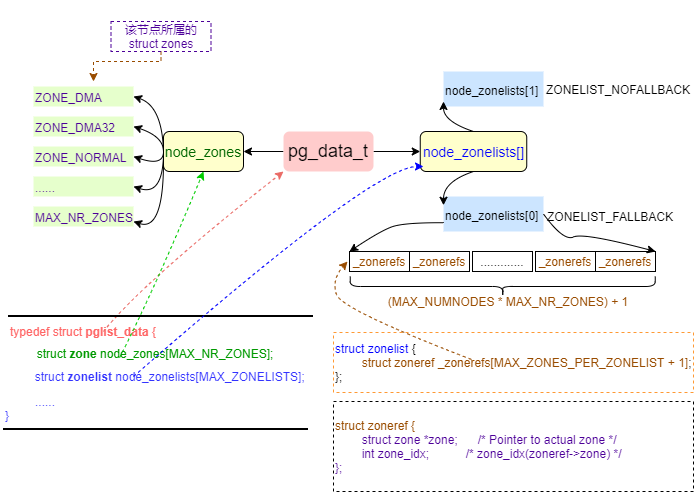 该节点所属的
struct zones
ZONE_DMA
ZONE_DMA32
ZONE_NORMAL
......
MAX_NR_ZONES
node_zones
pg_data_t
node_zonelists[]
node_zonelists[1]
ZONELIST_NOFALLBACK
node_zonelists[0]
ZONELIST_FALLBACK
_zonerefs
_zonerefs
.............
_zonerefs
_zonerefs
(MAX_NUMNODES * MAX_NR_ZONES) + 1
typedef struct pglist_data {
struct zone node_zones[MAX_NR_ZONES];
struct zonelist node_zonelists[MAX_ZONELISTS];
......
}
struct zonelist {
struct zoneref _zonerefs[MAX_ZONES_PER_ZONELIST + 1];
};
struct zoneref {
struct zone *zone; /* Pointer to actual zone */
int zone_idx; /* zone_idx(zoneref->zone) */
};